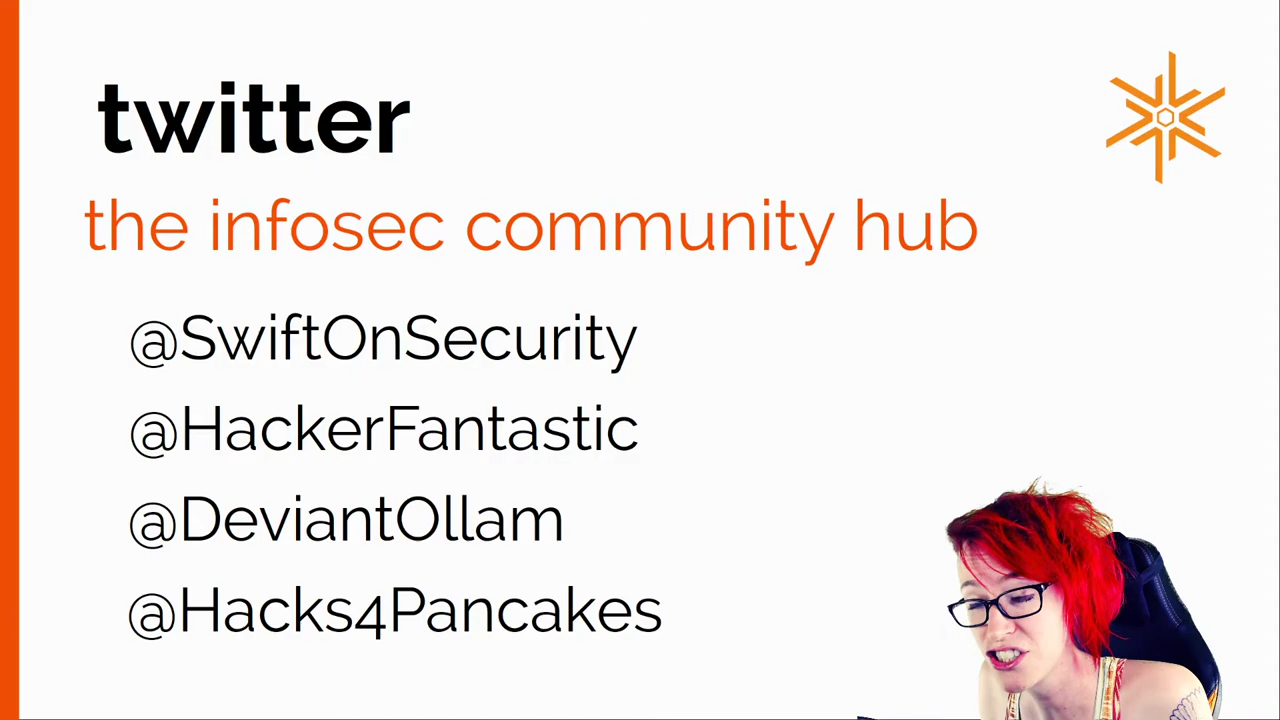 twitter
the infosec community hub
@SwiftOnSecurity
@HackerFantastic
@DeviantOllam
@Hacks4Pancakes